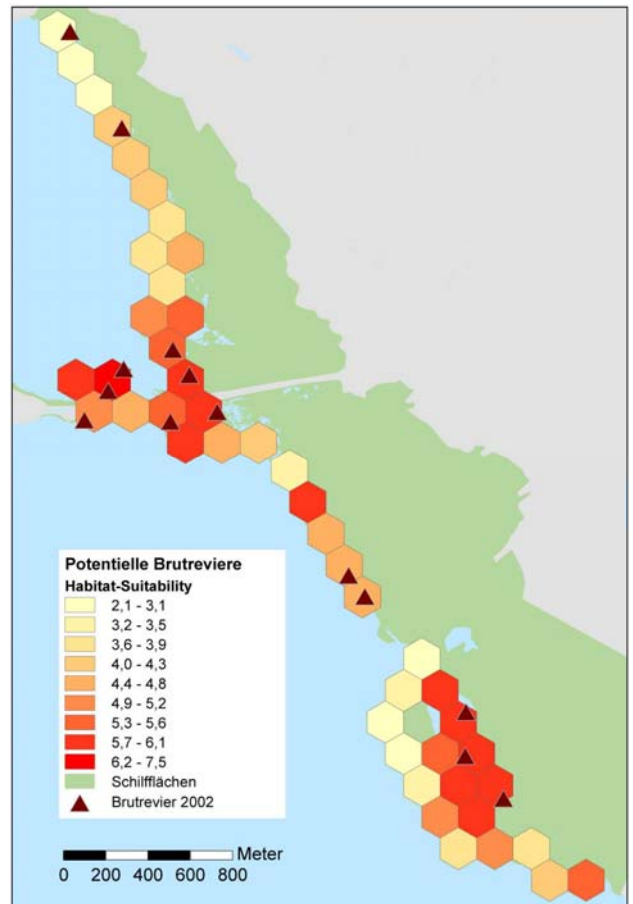 Potentielle Brutreviere
Habitat-Suitability
2,1 - 3,1
3,2 - 3,5
3,6 - 3,9
4,0 - 4,3
4,4 - 4,8
4,9 - 5,2
5,3 - 5,6
5,7 - 6,1
6,2 - 7,5
Schilfflächen
Brutrevier 2002
Meter
0 200 400 600 800